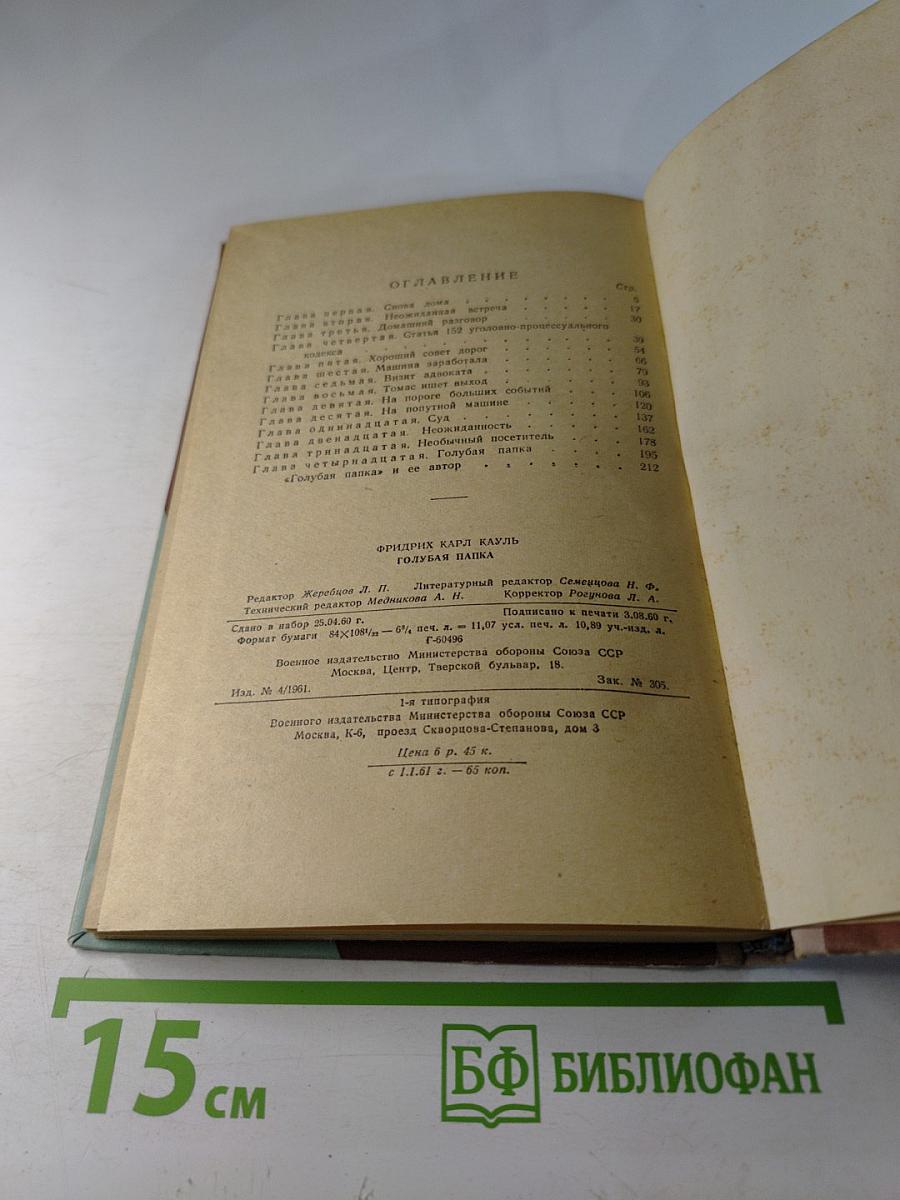 ОГЛАВЛЕНИЕ
Стр.
Глава первая. Снова дома . . . . . . . . 5
Глава вторая. Неожиданная встреча . . . . . 17
Глава третья. Домашний разговор . . . . . . 30
Глава четвертая. Статья 152 уголовно-процессуального
кодекса . . . . . . . . . . 39
Глава пятая. Хороший совет дорог . . . . . 54
Глава шестая. Машина заработала . . . . . 66
Глава седьмая. Визит адвоката . . . . . . 79
Глава восьмая. Томас ищет выход . . . . . 93
Глава девятая. На пороге больших событий . . . 106
Глава десятая. На попутной машине . . . . 120
Глава одиннадцатая. Суд . . . . . . . 137
Глава двенадцатая. Неожиданность . . . . . 162
Глава тринадцатая. Необычный посетитель . . . 178
Глава четырнадцатая. Голубая папка . . . . 195
«Голубая папка» и ее автор . . . . . . 212
ФРИДРИХ КАРЛ КАУЛЬ
ГОЛУБАЯ ПАПКА
Редактор Жеребцов Л. П. Литературный редактор Семенцова Н. Ф.
Технический редактор Медникова А. Н. Корректор Рогунова Л. А.
Сдано в набор 25.04.60 г. Подписано к печати 3.08.60 г.
Формат бумаги 84×108¹/₃₂ — 6³/₄ печ. л. = 11,07 усл. печ. л. 10,89 уч.-изд. л.
Г-60496
Военное издательство Министерства обороны Союза ССР
Москва, Центр, Тверской бульвар, 18.
Изд. № 4/1961. Зак. № 305.
1-я типография
Военного издательства Министерства обороны Союза ССР
Москва, К-6, проезд Скворцова-Степанова, дом 3
Цена 6 р. 45 к.
с 1.1.61 г. — 65 коп.
15 см
БФ БИБЛИОФАН